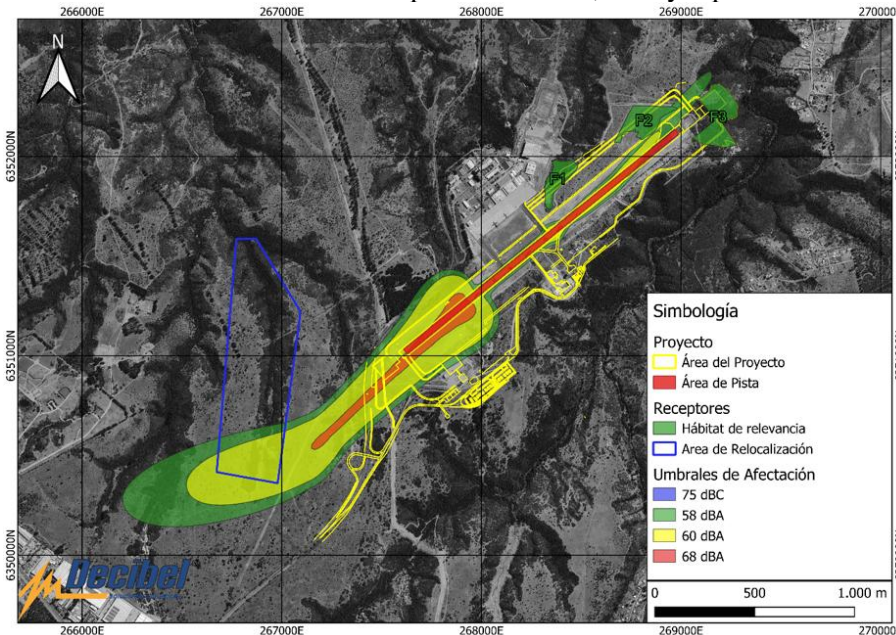 266000E 267000E 268000E 269000E 27000
N
6352000N
6351000N
6350000N
F1
F2
F3
Simbología
Proyecto
Área del Proyecto
Área de Pista
Receptores
Hábitat de relevancia
Area de Relocalización
Umbrales de Afectación
75 dBC
58 dBA
60 dBA
68 dBA
0 500 1.000 m
Decibel
266000E 267000E 268000E 269000E 27000